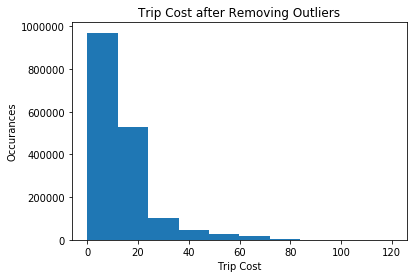 Trip Cost after Removing Outliers
1000000
800000
600000
400000
200000
0
Occurances
0 20 40 60 80 100 120
Trip Cost